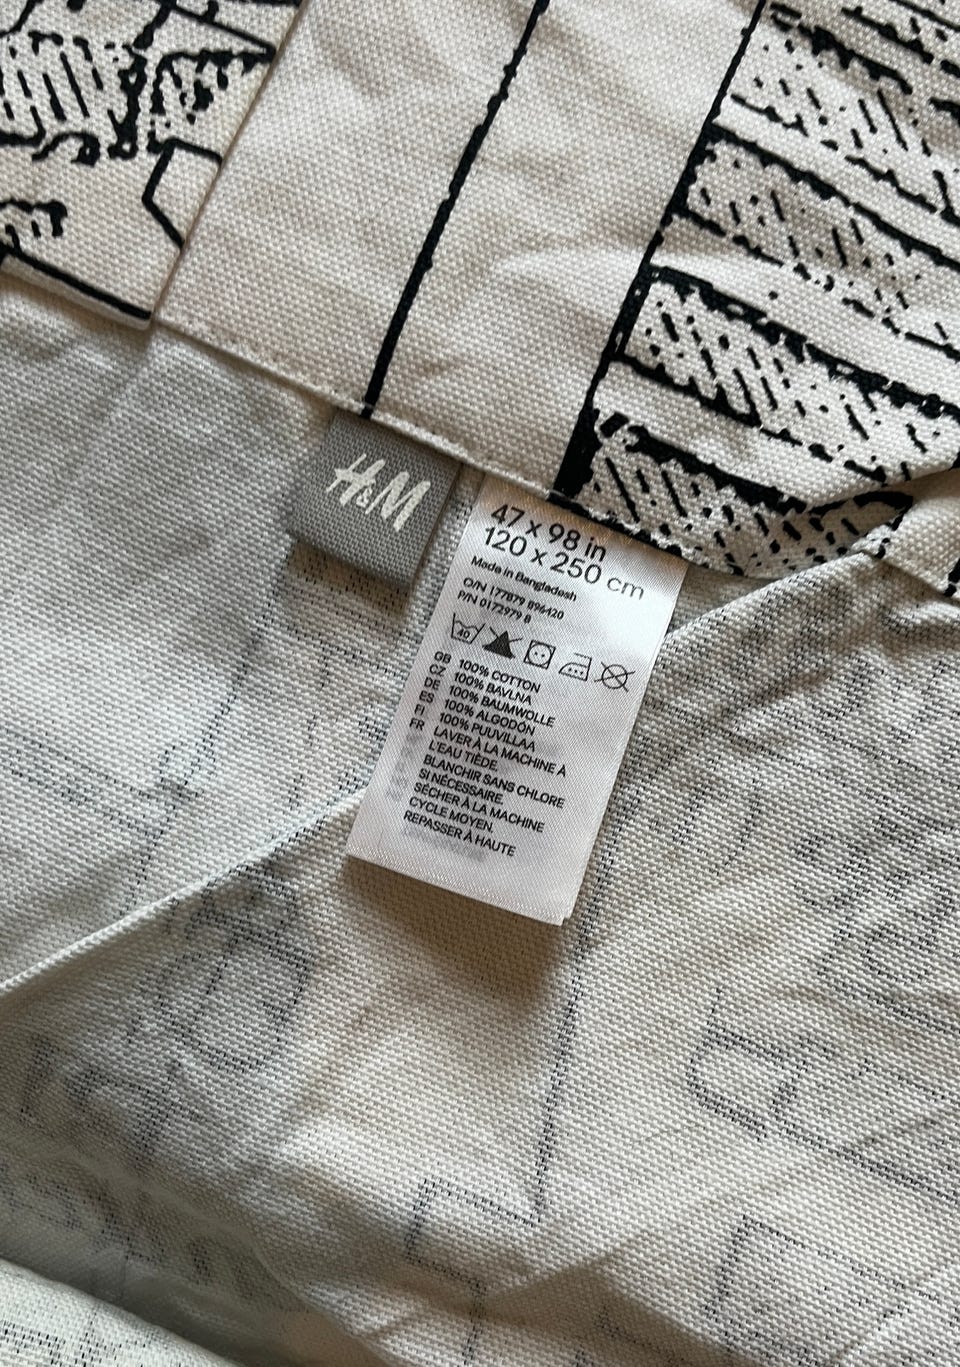 H&M
47 x 98 in
120 x 250 cm
Made in Bangladesh
O/N 177879 896420
P/N 0172979 8
40
GB 100% COTTON
CZ 100% BAVLNA
DE 100% BAUMWOLLE
ES 100% ALGODÓN
FI 100% PUUVILLAA
FR LAVER À LA MACHINE À
L'EAU TIÈDE.
BLANCHIR SANS CHLORE
SI NÉCESSAIRE.
SÉCHER À LA MACHINE
CYCLE MOYEN.
REPASSER À HAUTE